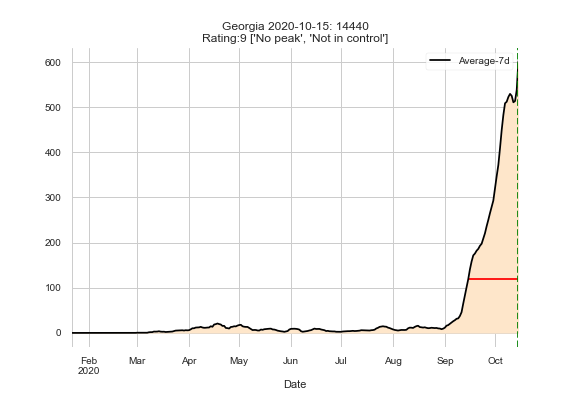 Georgia 2020-10-15: 14440
Rating:9 ['No peak', 'Not in control']
Average-7d
600
500
400
300
200
100
0
Feb Mar Apr May Jun Jul Aug Sep Oct
2020
Date